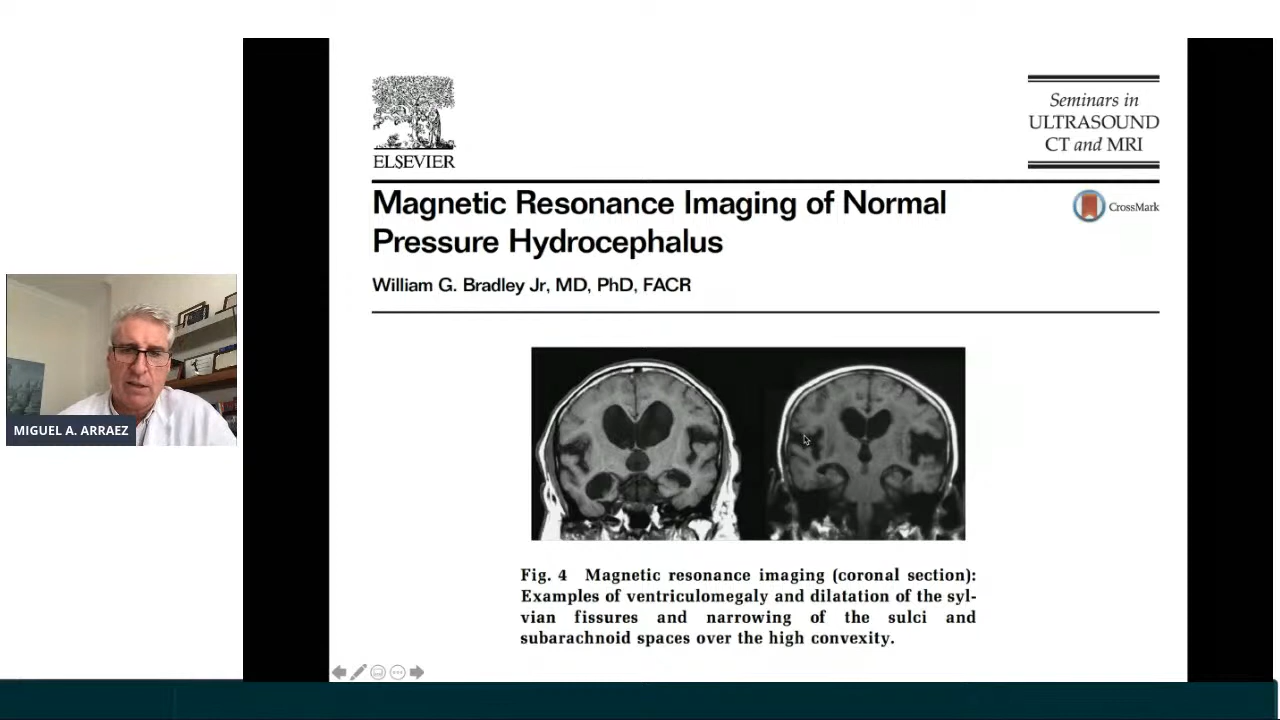 ELSEVIER
Seminars in
ULTRASOUND
CT and MRI
Magnetic Resonance Imaging of Normal
Pressure Hydrocephalus
CrossMark
William G. Bradley Jr, MD, PhD, FACR
MIGUEL A. ARRAEZ
Fig. 4 Magnetic resonance imaging (coronal section):
Examples of ventriculomegaly and dilatation of the syl-
vian fissures and narrowing of the sulci and
subarachnoid spaces over the high convexity.